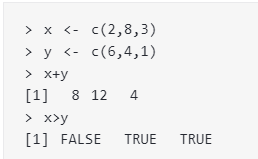 > x <- c(2,8,3)
> y <- c(6,4,1)
> x+y
[1]  8 12  4
> x>y
[1] FALSE  TRUE  TRUE